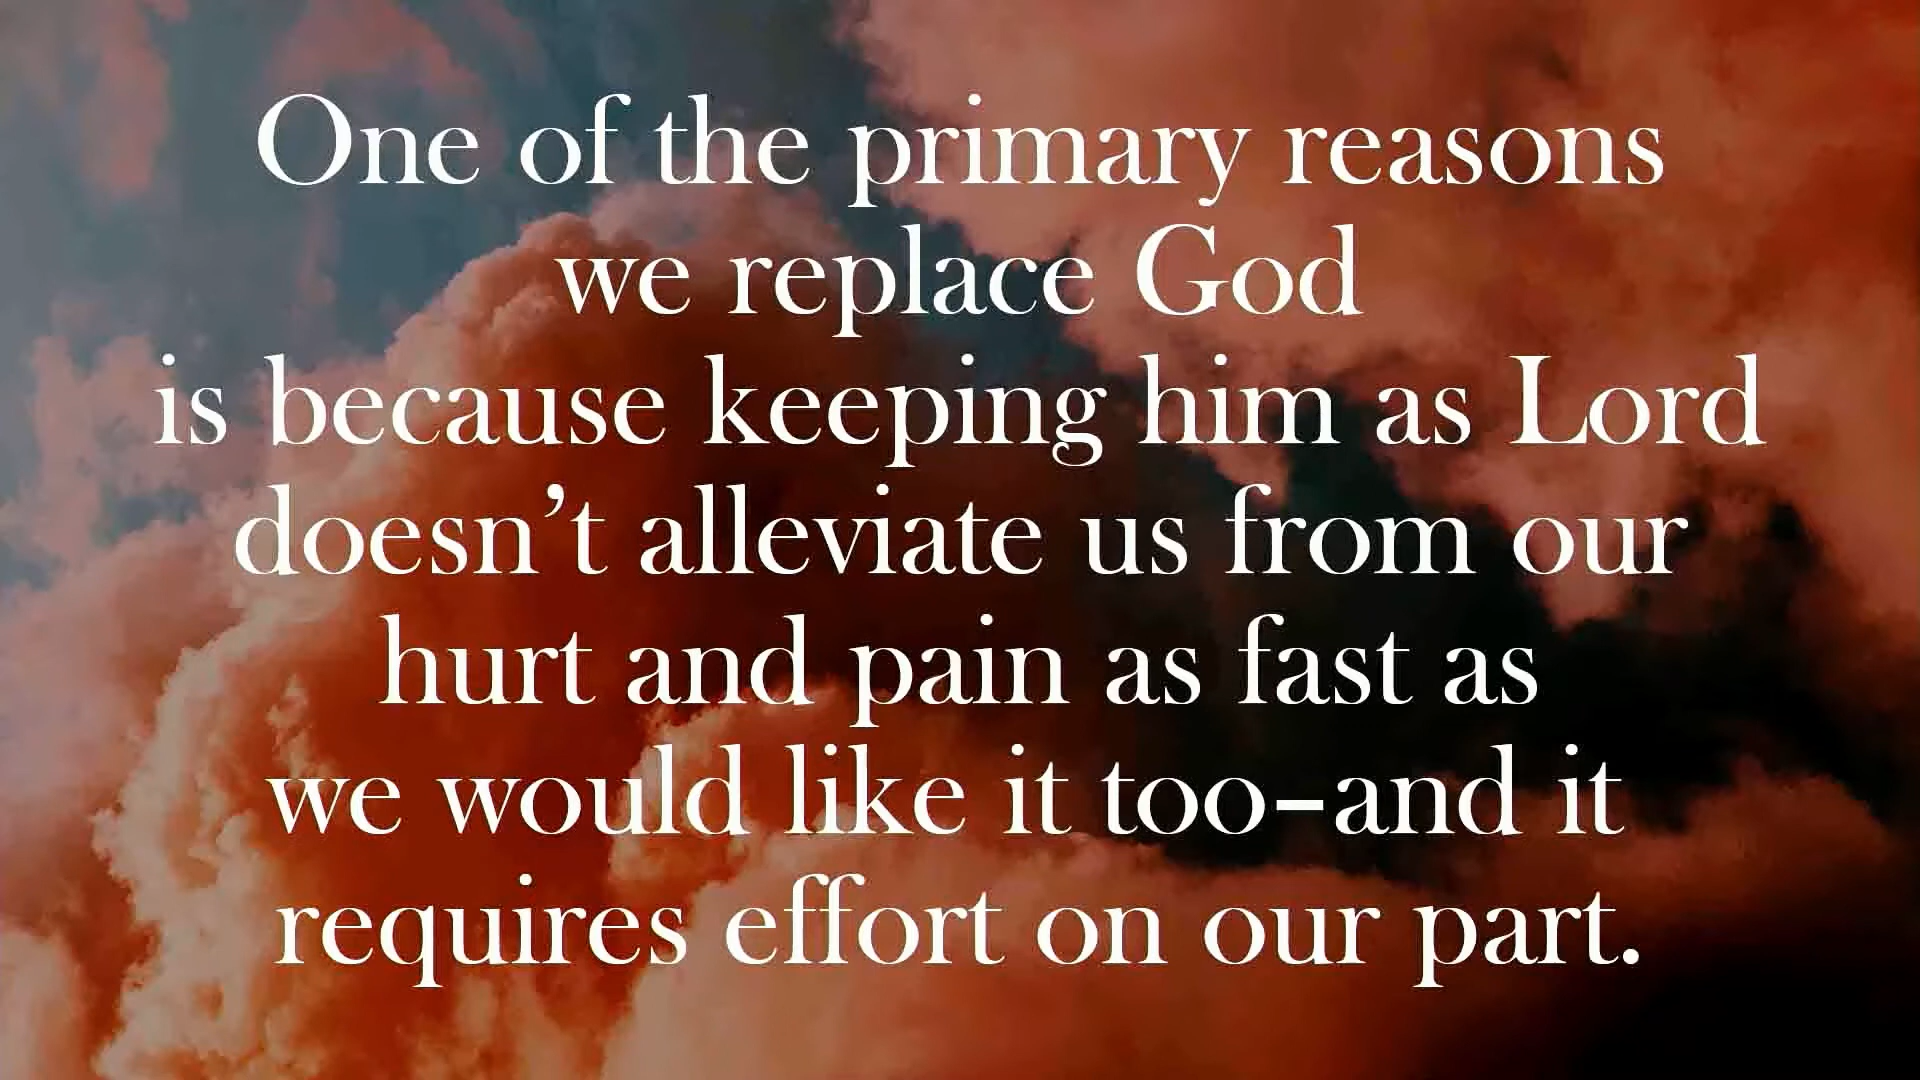 One of the primary reasons
we replace God
is because keeping him as Lord
doesn’t alleviate us from our
hurt and pain as fast as
we would like it too–and it
requires effort on our part.